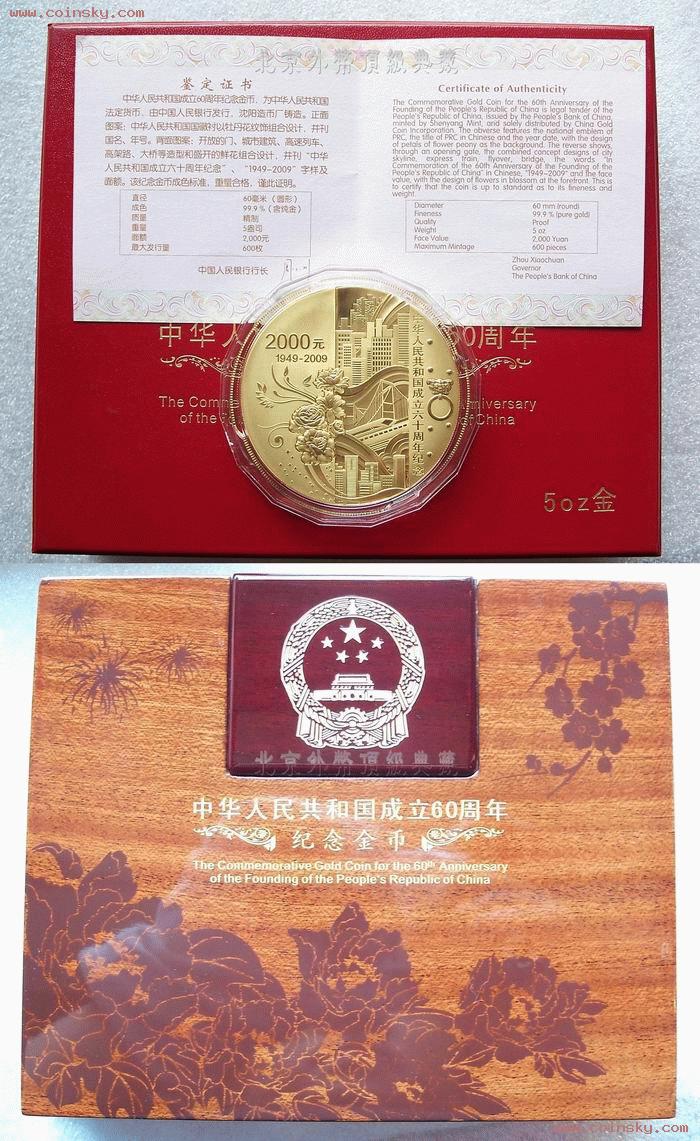 www.coinsky.com
北京外幣頂級典藏
鉴定证书
中华人民共和国成立60周年纪念金币，为中华人民共和国
法定货币，由中国人民银行发行，沈阳造币厂铸造。正面
图案：中华人民共和国国徽衬以牡丹花纹饰组合设计，并刊
国名、年号。背面图案：开放的门、城市建筑、高速列车、
高架路、大桥等造型和盛开的鲜花组合设计，并刊“中华
人民共和国成立六十周年纪念”、“1949-2009”字样及
面额。该纪念金币成色标准，重量合格，谨此证明。
直径 60毫米（圆形）
成色 99.9%（含纯金）
质量 精制
重量 5盎司
面额 2,000元
最大发行量 600枚
中国人民银行行长
Certificate of Authenticity
The Commemorative Gold Coin for the 60th Anniversary of the
Founding of the People's Republic of China is legal tender of the
People's Republic of China, issued by the People's Bank of China,
minted by Shenyang Mint, and solely distributed by China Gold
Coin Incorporation. The obverse features the national emblem of
PRC, the title of PRC in Chinese and the year date, with the design
of petals of flower peony as the background. The reverse shows,
through an opening gate, the combined concept designs of city
skyline, express train, flyover, bridge, the words "In
Commemoration of the 60th Anniversary of the Founding of the
People's Republic of China" in Chinese, "1949-2009" and the face
value, with the design of flowers in blossom at the forefront. This is
to certify that the coin is up to standard as to its fineness and
weight.
Diameter 60 mm (round)
Fineness 99.9% (pure gold)
Quality Proof
Weight 5 oz
Face Value 2,000 Yuan
Maximum Mintage 600 pieces
Zhou Xiaochuan
Governor
The People's Bank of China
中华人 60周年
The Comm nniversary
of the Fo of China
2000元
1949-2009
中华人民共和国成立六十周年纪念
5oz金
北京外幣頂級典藏
中华人民共和国成立60周年
纪念金币
The Commemorative Gold Coin for the 60th Anniversary
of the Founding of the People's Republic of China
www.coinsky.com